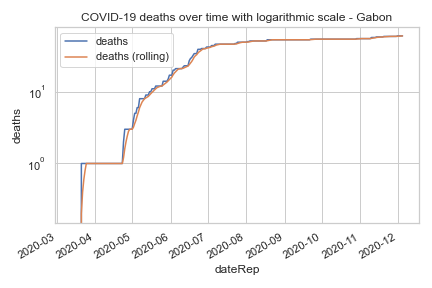 COVID-19 deaths over time with logarithmic scale - Gabon
deaths
deaths (rolling)
10¹
10⁰
deaths
2020-03
2020-04
2020-05
2020-06
2020-07
2020-08
2020-09
2020-10
2020-11
2020-12
dateRep